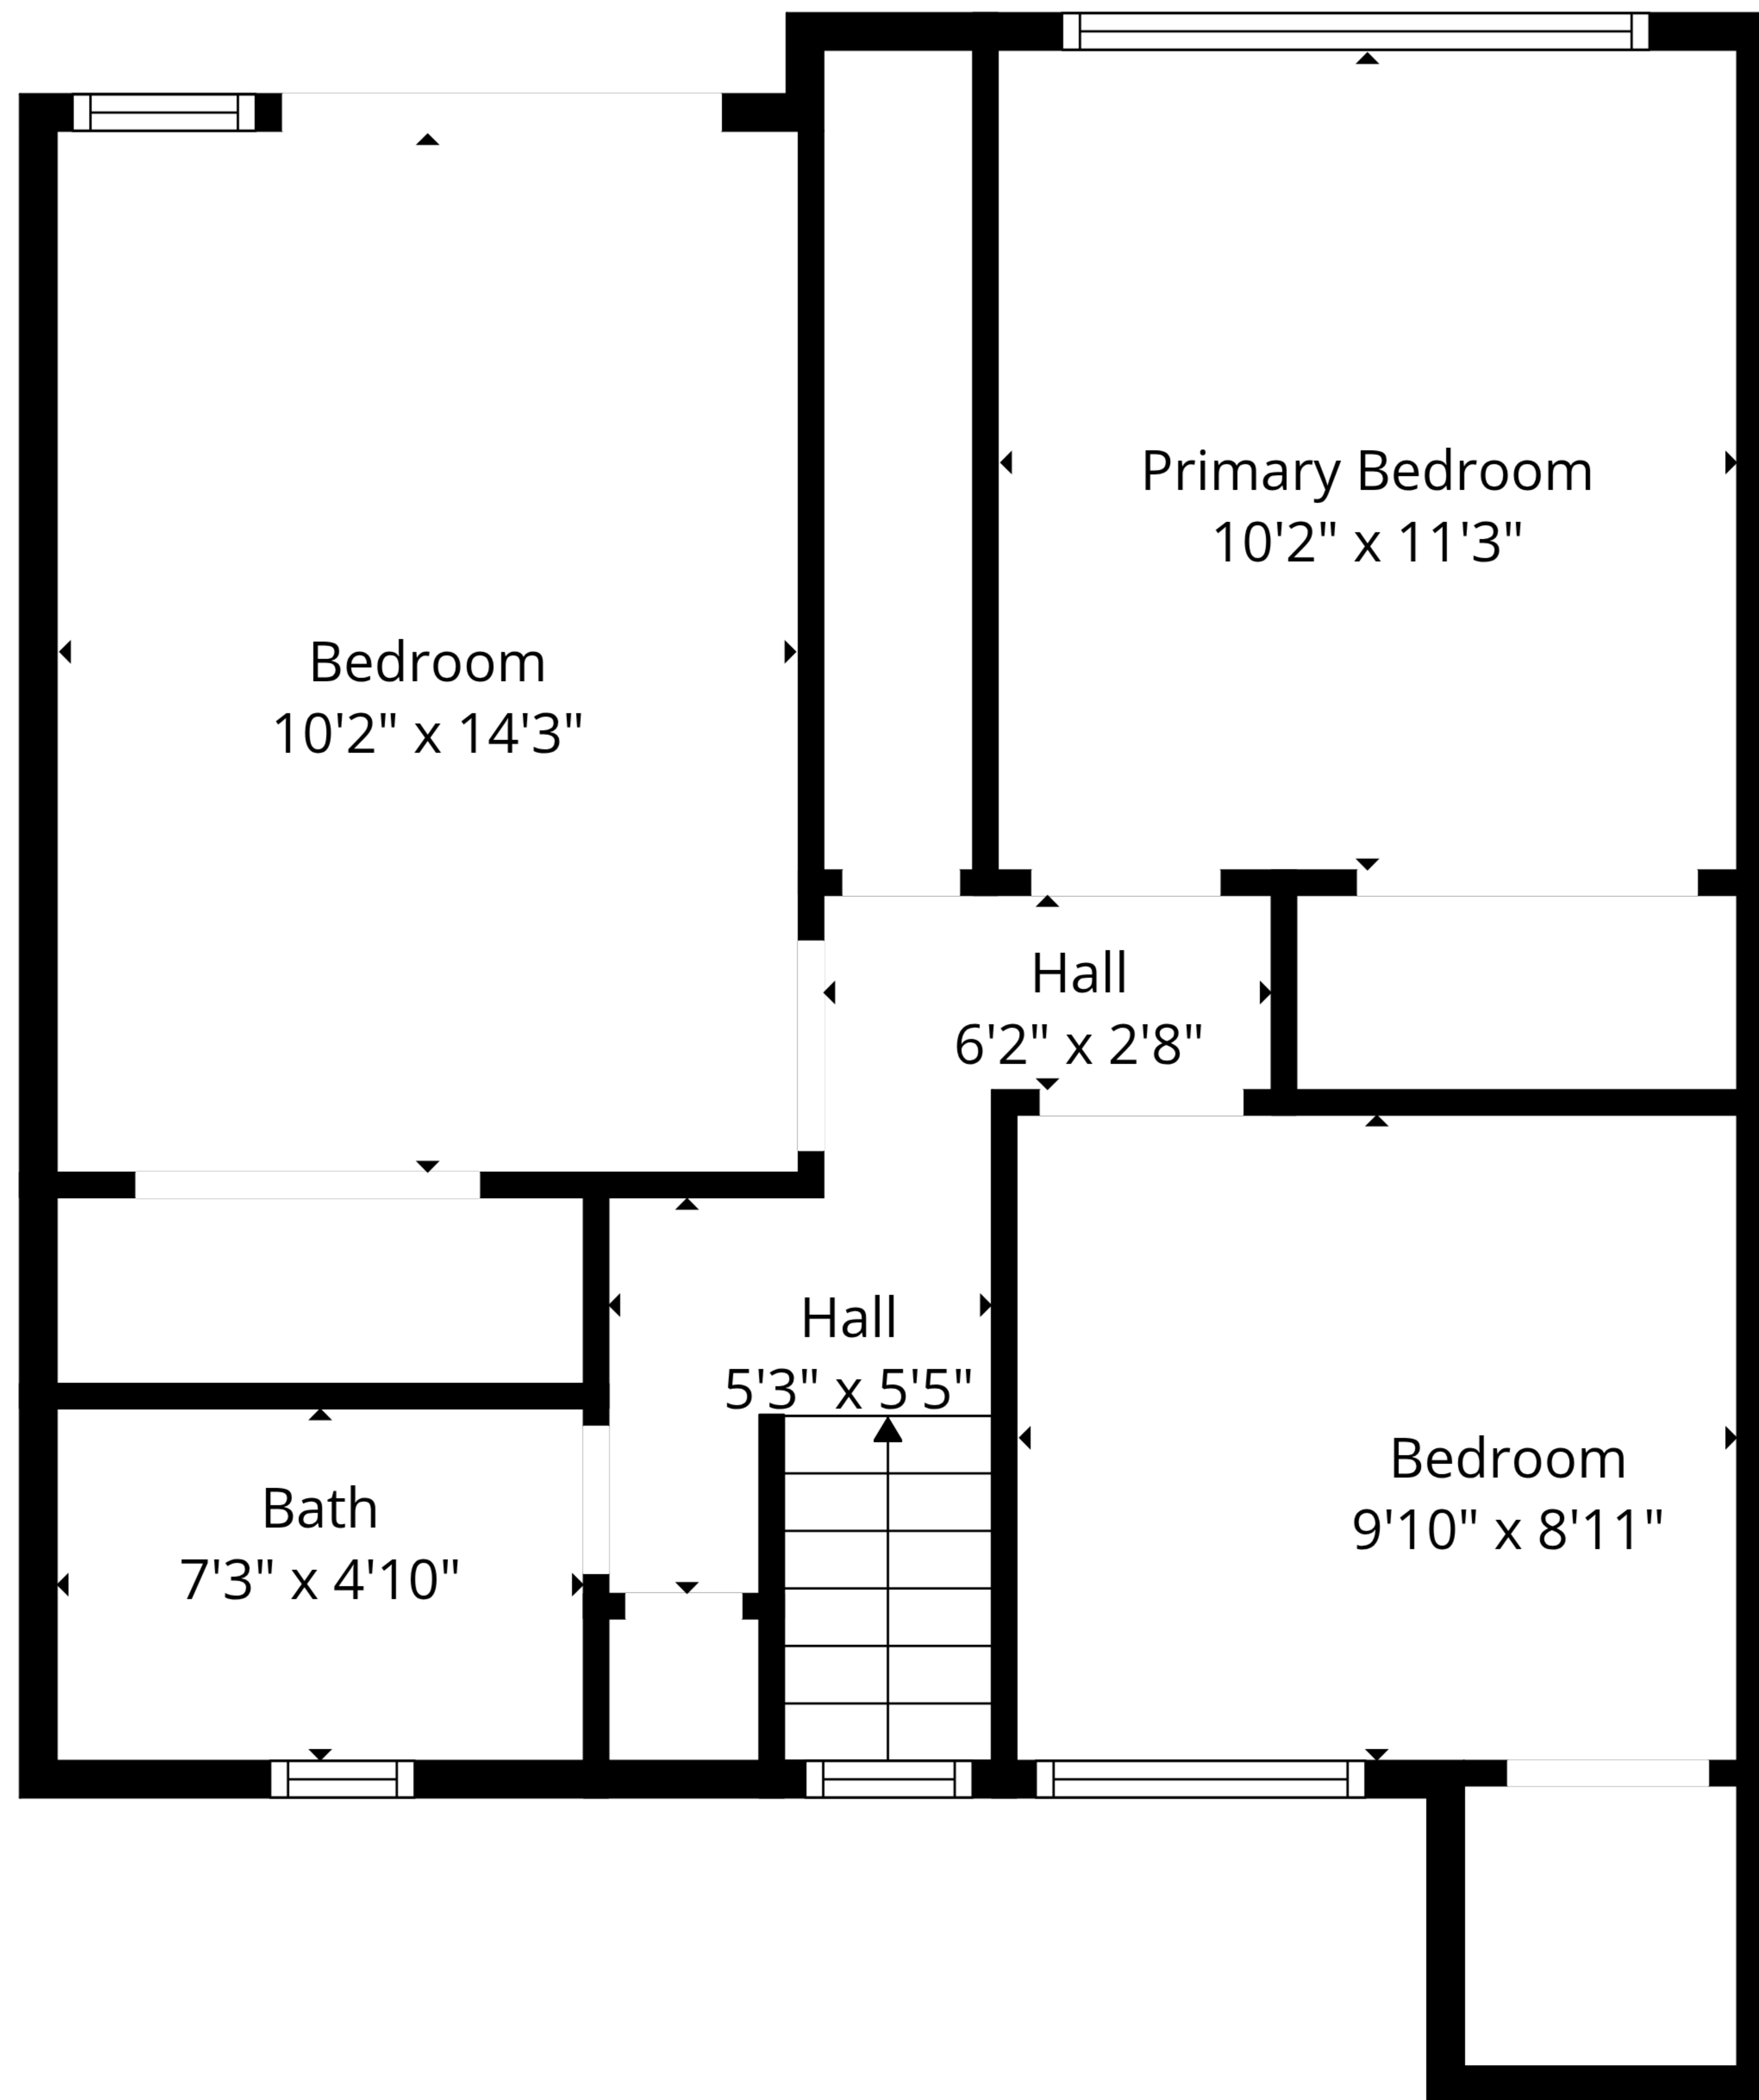 Primary Bedroom
10'2" x 11'3"
Bedroom
10'2" x 14'3"
Hall
6'2" x 2'8"
Hall
5'3" x 5'5"
Bedroom
9'10" x 8'11"
Bath
7'3" x 4'10"